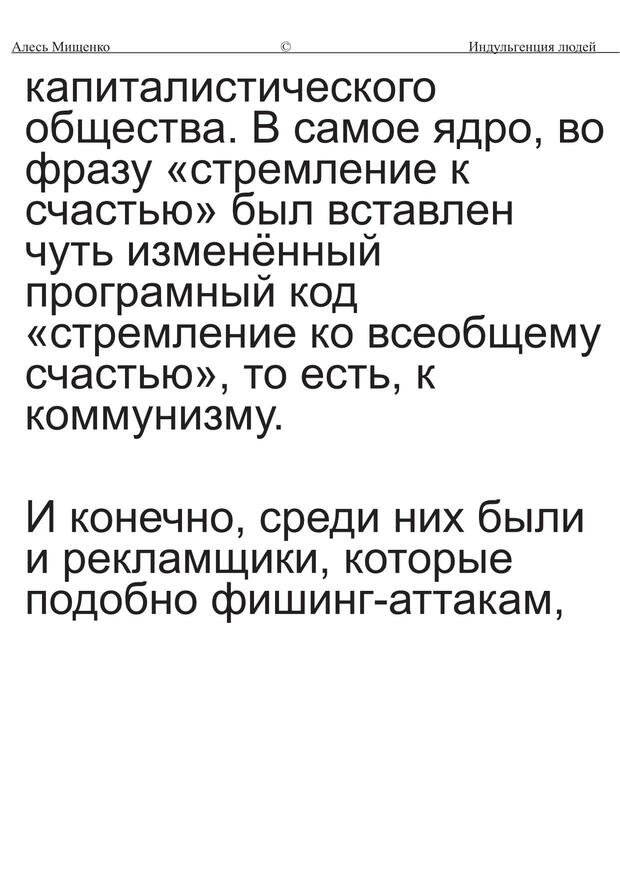 Алесь Мищенко © Индульгенция людей
капиталистического
общества. В самое ядро, во
фразу «стремление к
счастью» был вставлен
чуть изменённый
програмный код
«стремление ко всеобщему
счастью», то есть, к
коммунизму.
И конечно, среди них были
и рекламщики, которые
подобно фишинг-аттакам,